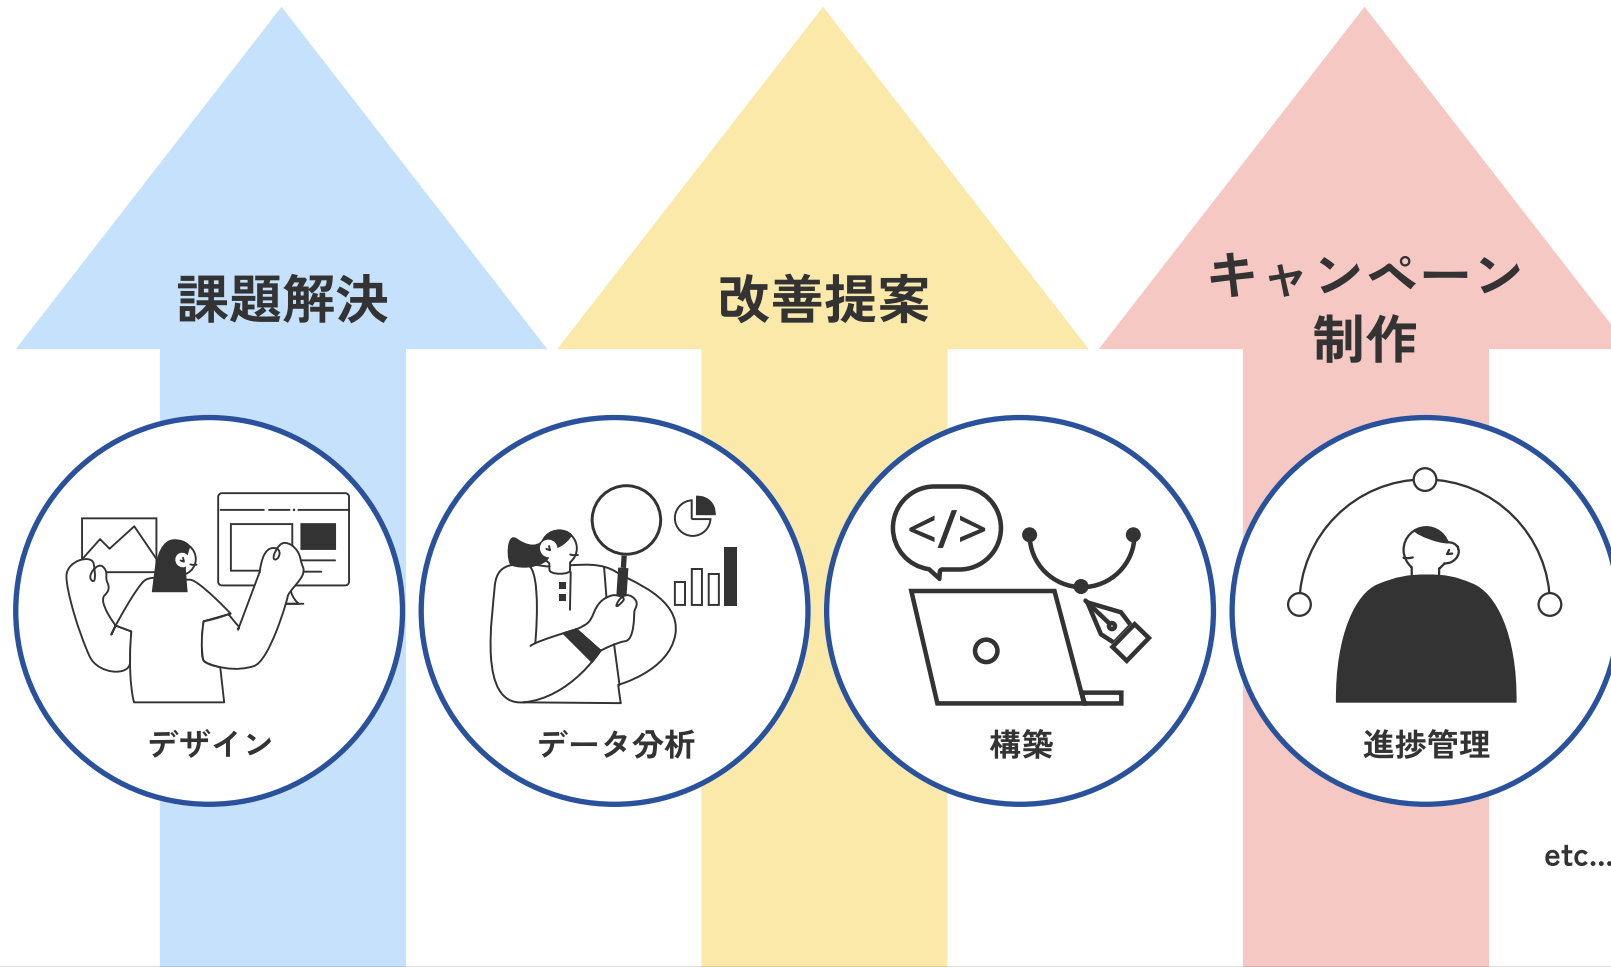 課題解決
改善提案
キャンペーン
制作
</>
デザイン
データ分析
構築
進捗管理
etc...